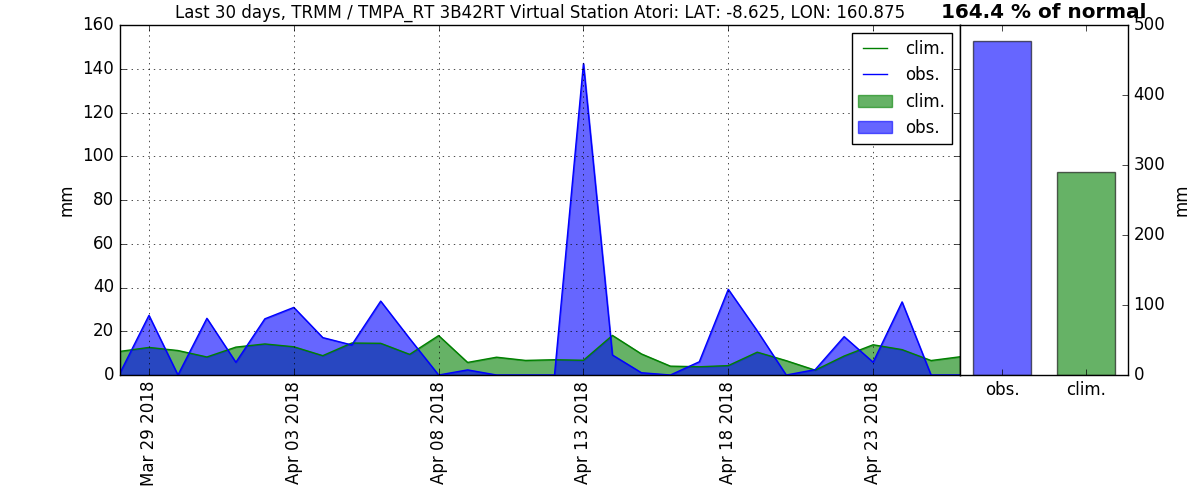 Last 30 days, TRMM / TMPA_RT 3B42RT Virtual Station Atori: LAT: -8.625, LON: 160.875
164.4 % of normal
160
140
120
100
80
60
40
20
0
mm
clim.
obs.
clim.
obs.
Mar 29 2018
Apr 03 2018
Apr 08 2018
Apr 13 2018
Apr 18 2018
Apr 23 2018
500
400
300
200
100
0
mm
obs.
clim.